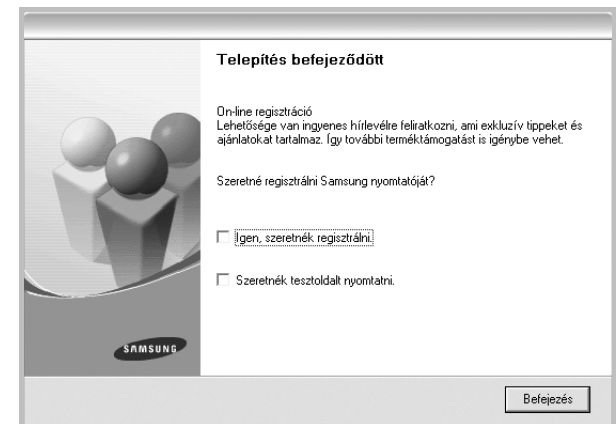 Telepítés befejeződött
On-line regisztráció
Lehetősége van ingyenes hírlevélre feliratkozni, ami exkluzív tippeket és
ajánlatokat tartalmaz. Így további terméktámogatást is igénybe vehet.
Szeretné regisztrálni Samsung nyomtatóját?
Igen, szeretnék regisztrálni.
Szeretnék tesztoldalt nyomtatni.
SAMSUNG
Befejezés